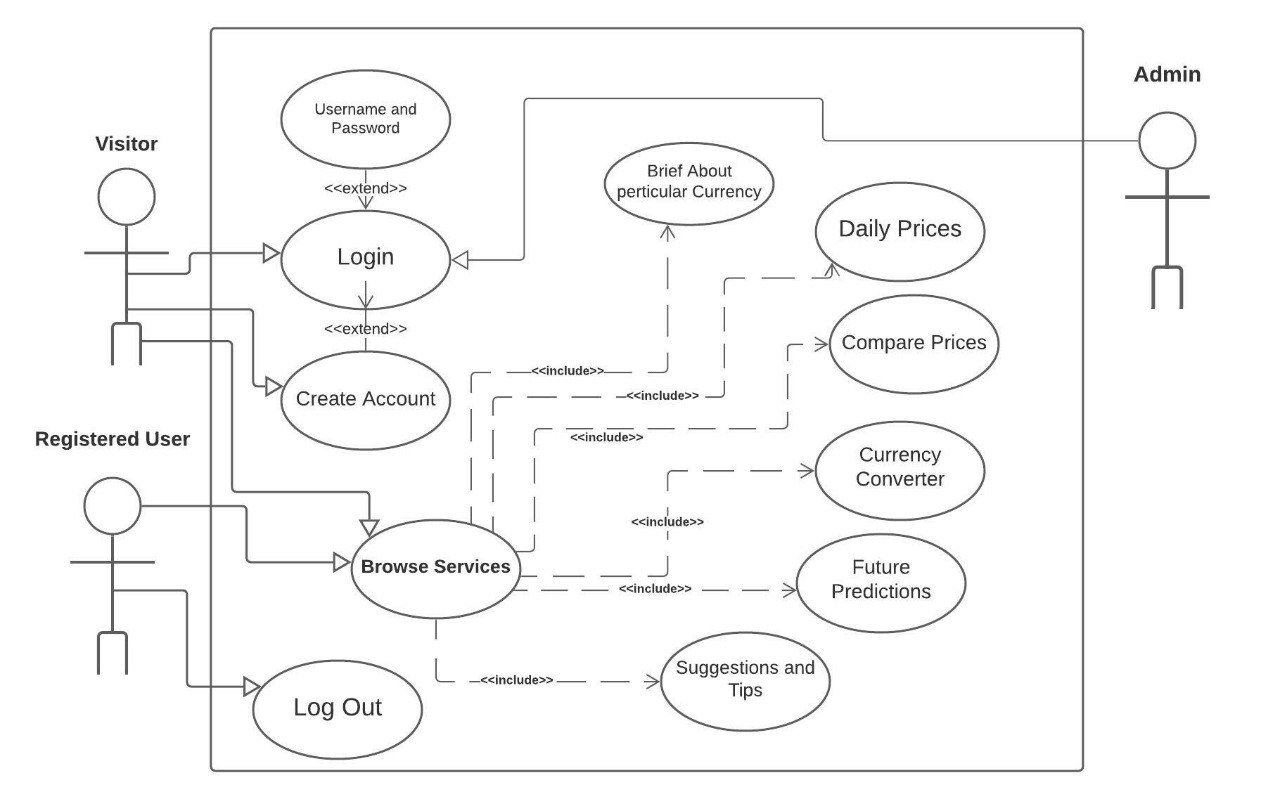 Admin
Visitor
Username and
Password
<<extend>>
Login
<<extend>>
Create Account
Brief About
perticular Currency
Daily Prices
Compare Prices
<<include>>
<<include>>
<<include>>
Registered User
Currency
Converter
<<include>>
Browse Services
<<include>>
Future
Predictions
<<include>>
Suggestions and
Tips
Log Out